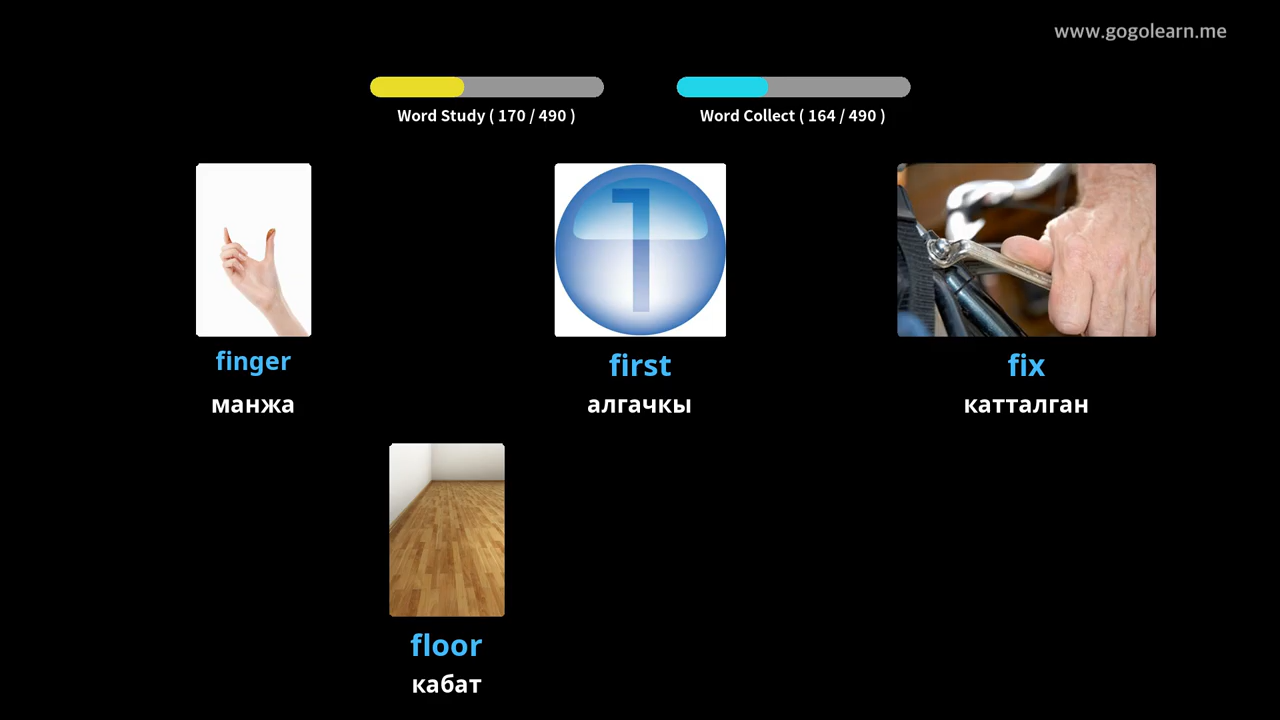 www.gogolearn.me
Word Study ( 170 / 490 )
Word Collect ( 164 / 490 )
1
finger
манжа
first
алгачкы
fix
катталган
floor
кабат